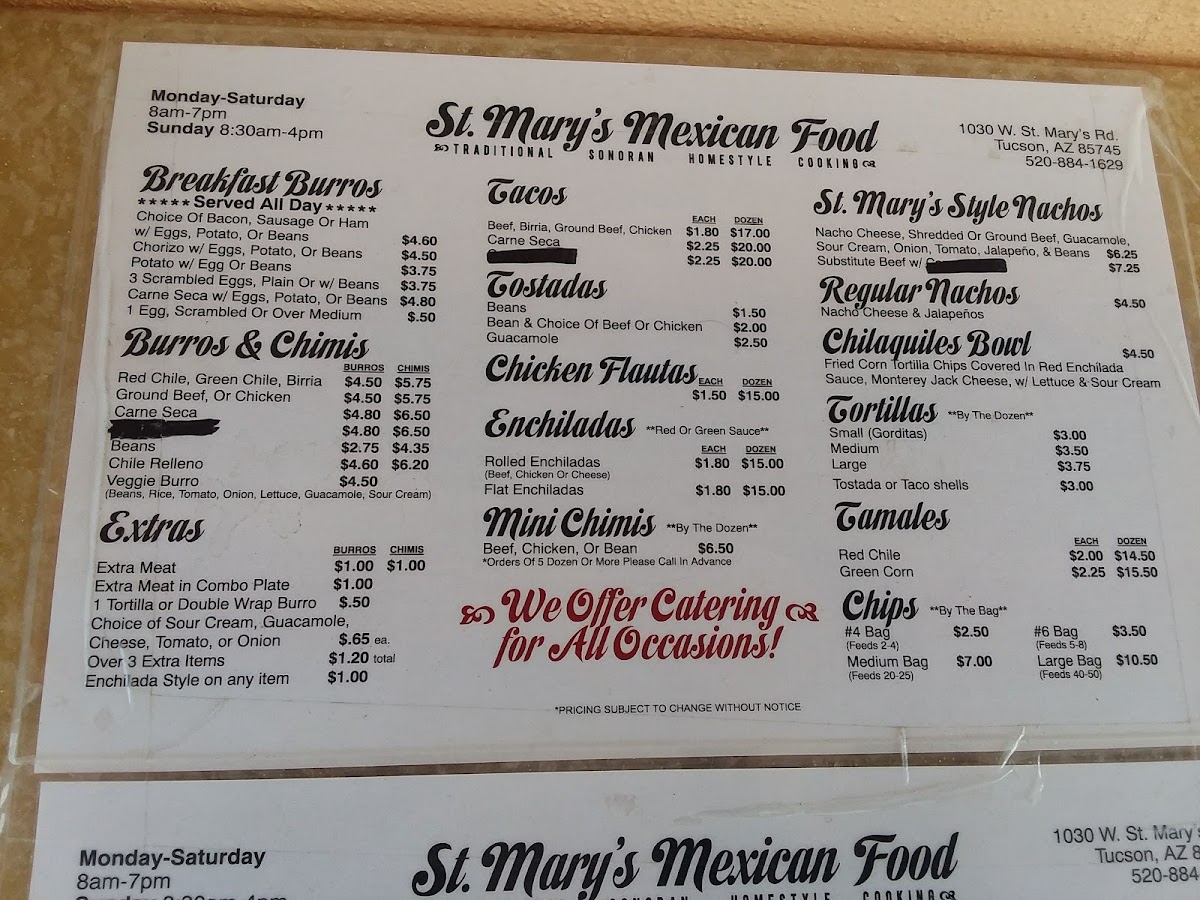 Monday-Saturday
8am-7pm
Sunday 8:30am-4pm
St. Mary's Mexican Food
TRADITIONAL SONORAN HOMESTYLE COOKING
1030 W. St. Mary's Rd.
Tucson, AZ 85745
520-884-1629
Breakfast Burros
*****Served All Day*****
Choice Of Bacon, Sausage Or Ham
w/ Eggs, Potato, Or Beans $4.60
Chorizo w/ Eggs, Potato, Or Beans $4.50
Potato w/ Egg Or Beans $3.75
3 Scrambled Eggs, Plain Or w/ Beans $3.75
Carne Seca w/ Eggs, Potato, Or Beans $4.80
1 Egg, Scrambled Or Over Medium $.50
Burros & Chimis
BURROS CHIMIS
Red Chile, Green Chile, Birria $4.50 $5.75
Ground Beef, Or Chicken $4.50 $5.75
Carne Seca $4.80 $6.50
$4.80 $6.50
Beans $2.75 $4.35
Chile Relleno $4.60 $6.20
Veggie Burro $4.50
(Beans, Rice, Tomato, Onion, Lettuce, Guacamole, Sour Cream)
Extras
BURROS CHIMIS
Extra Meat $1.00 $1.00
Extra Meat in Combo Plate $1.00
1 Tortilla or Double Wrap Burro $.50
Choice of Sour Cream, Guacamole,
Cheese, Tomato, or Onion $.65 ea.
Over 3 Extra Items $1.20 total
Enchilada Style on any item $1.00
Tacos
EACH DOZEN
Beef, Birria, Ground Beef, Chicken $1.80 $17.00
Carne Seca $2.25 $20.00
$2.25 $20.00
Tostadas
Beans $1.50
Bean & Choice Of Beef Or Chicken $2.00
Guacamole $2.50
Chicken Flautas
EACH DOZEN
$1.50 $15.00
Enchiladas **Red Or Green Sauce**
EACH DOZEN
Rolled Enchiladas $1.80 $15.00
(Beef, Chicken Or Cheese)
Flat Enchiladas $1.80 $15.00
Mini Chimis **By The Dozen**
Beef, Chicken, Or Bean $6.50
*Orders Of 5 Dozen Or More Please Call In Advance
We Offer Catering
for All Occasions!
St. Mary's Style Nachos
Nacho Cheese, Shredded Or Ground Beef, Guacamole,
Sour Cream, Onion, Tomato, Jalapeño, & Beans $6.25
Substitute Beef w/ $7.25
Regular Nachos $4.50
Nacho Cheese & Jalapeños
Chilaquiles Bowl $4.50
Fried Corn Tortilla Chips Covered In Red Enchilada
Sauce, Monterey Jack Cheese, w/ Lettuce & Sour Cream
Tortillas **By The Dozen**
Small (Gorditas) $3.00
Medium $3.50
Large $3.75
Tostada or Taco shells $3.00
Tamales
EACH DOZEN
Red Chile $2.00 $14.50
Green Corn $2.25 $15.50
Chips **By The Bag**
#4 Bag $2.50 #6 Bag $3.50
(Feeds 2-4) (Feeds 5-8)
Medium Bag $7.00 Large Bag $10.50
(Feeds 20-25) (Feeds 40-50)
*PRICING SUBJECT TO CHANGE WITHOUT NOTICE
Monday-Saturday
8am-7pm
Sunday 8:30am-4pm
St. Mary's Mexican Food
SONORAN HOMESTYLE COOKING
1030 W. St. Mary's
Tucson, AZ 8
520-884